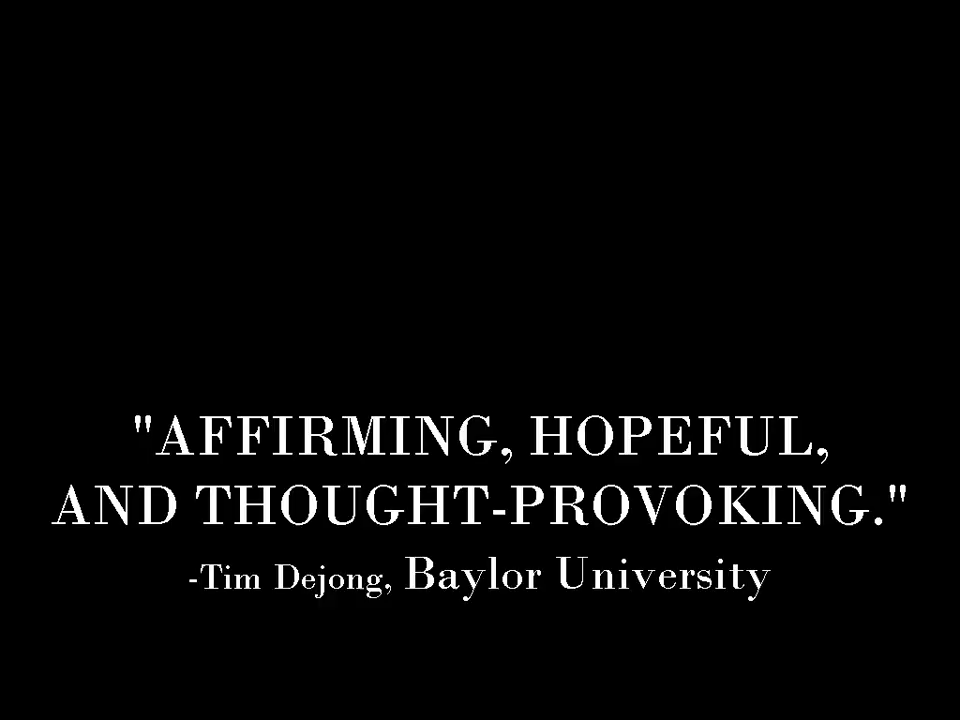 "AFFIRMING, HOPEFUL,
AND THOUGHT-PROVOKING."
-Tim Dejong, Baylor University